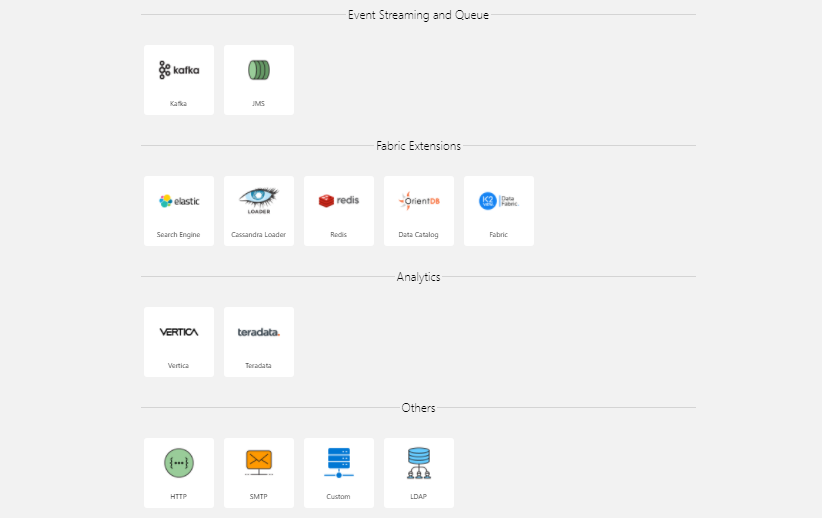 Event Streaming and Queue
kafka
Kafka
JMS
Fabric Extensions
elastic
Search Engine
LOADER
Cassandra Loader
redis
Redis
OrientDB
Data Catalog
K2
Data
Fabric.
Fabric
Analytics
VERTICA
Vertica
teradata.
Teradata
Others
{...}
HTTP
SMTP
Custom
LDAP